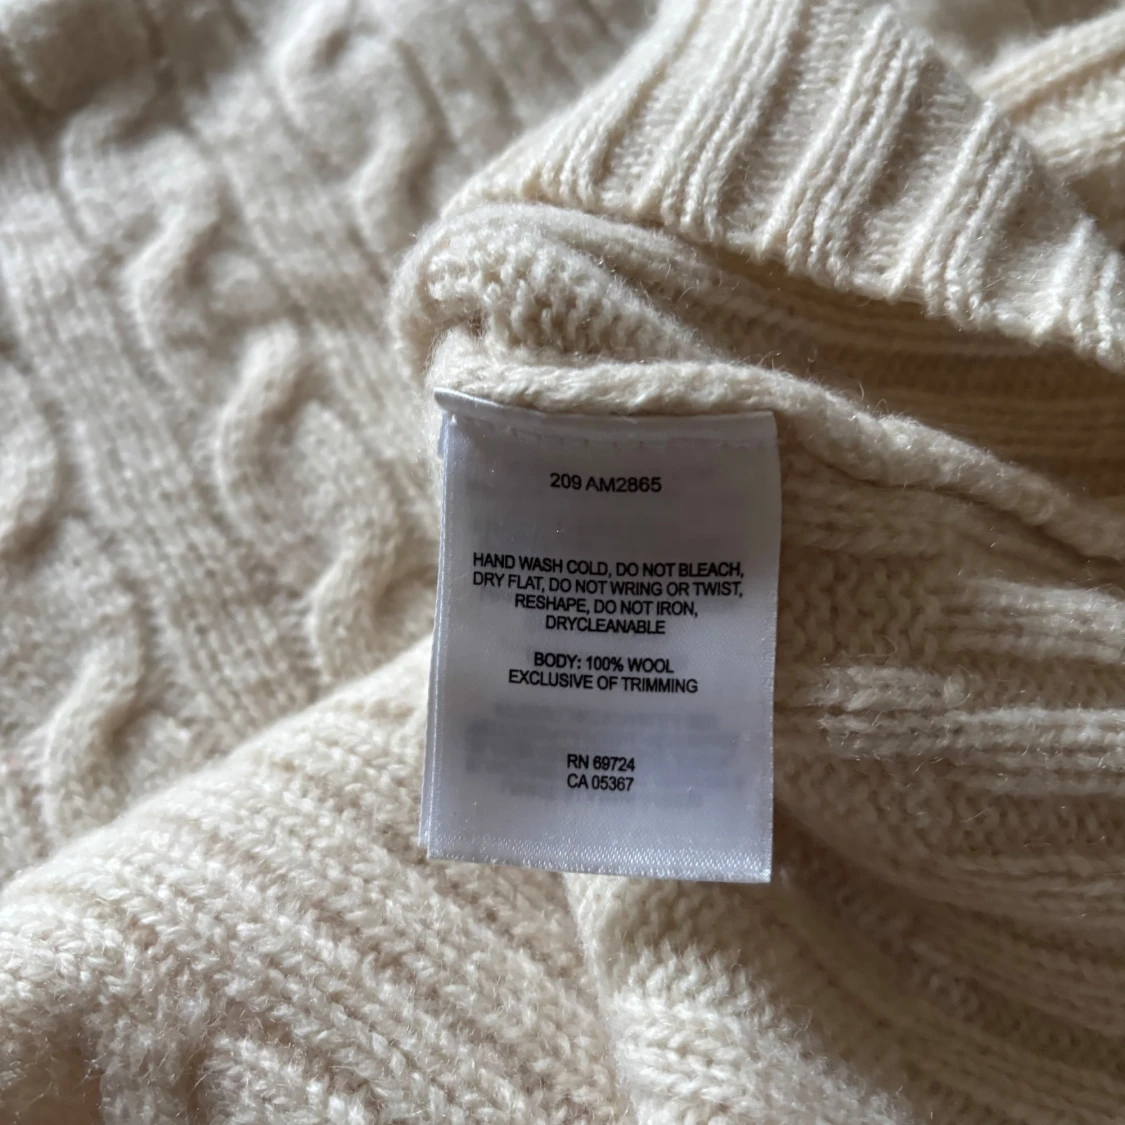 209 AM2865
HAND WASH COLD, DO NOT BLEACH,
DRY FLAT, DO NOT WRING OR TWIST,
RESHAPE, DO NOT IRON,
DRYCLEANABLE
BODY: 100% WOOL
EXCLUSIVE OF TRIMMING
RN 69724
CA 05367